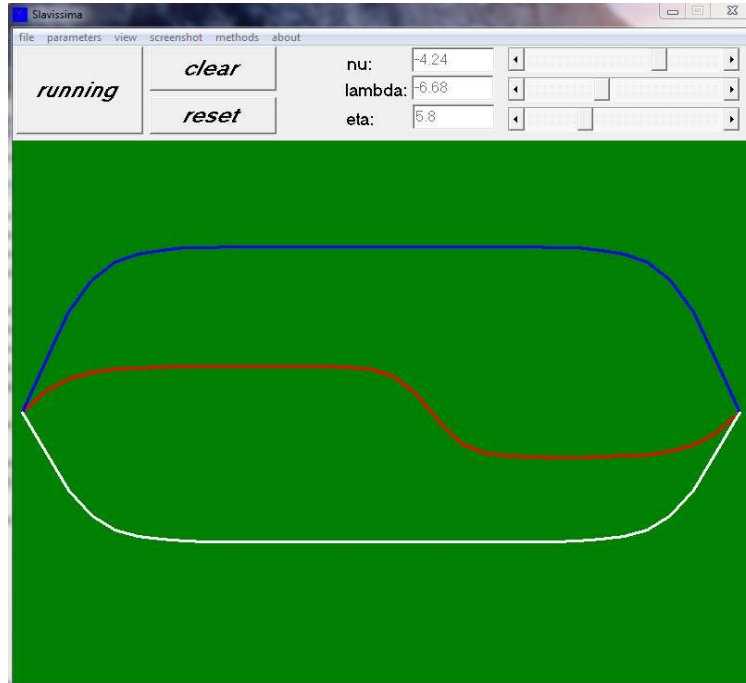 Slavissima
file parameters view screenshot methods about
running
clear
reset
nu: -4.24
lambda: -6.68
eta: 5.8